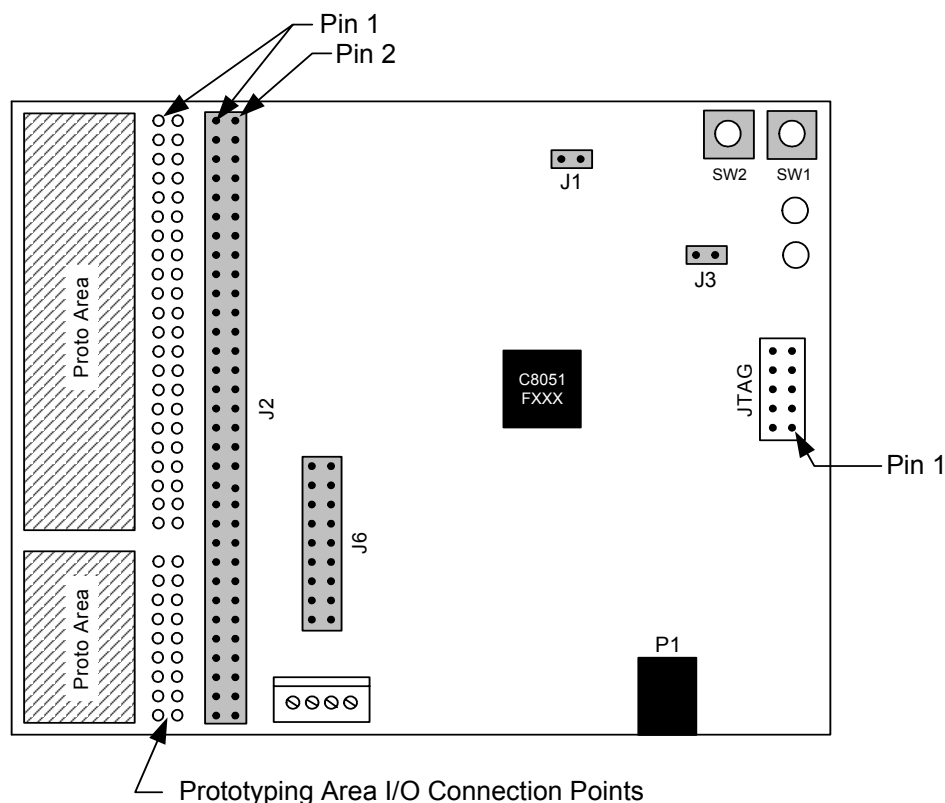 Pin 1
Pin 2
SW2
SW1
J1
J3
Proto Area
C8051
FXXX
JTAG
J2
Pin 1
J6
Proto Area
P1
Prototyping Area I/O Connection Points